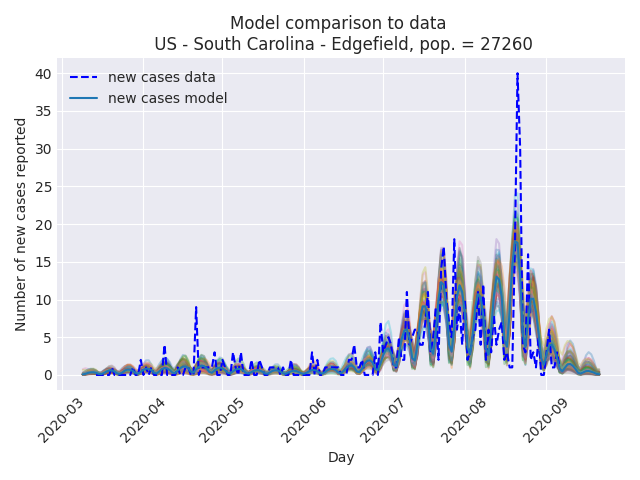 Model comparison to data
US - South Carolina - Edgefield, pop. = 27260
new cases data
new cases model
Number of new cases reported
40
35
30
25
20
15
10
5
0
2020-03
2020-04
2020-05
2020-06
2020-07
2020-08
2020-09
Day